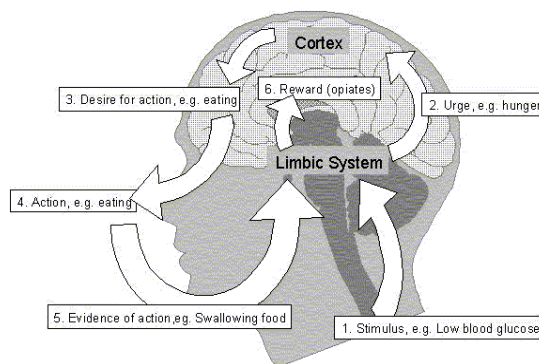 Cortex
3. Desire for action, e.g. eating
6. Reward (opiates)
2. Urge, e.g. hunger
Limbic System
4. Action, e.g. eating
5. Evidence of action,eg. Swallowing food
1. Stimulus, e.g. Low blood glucose